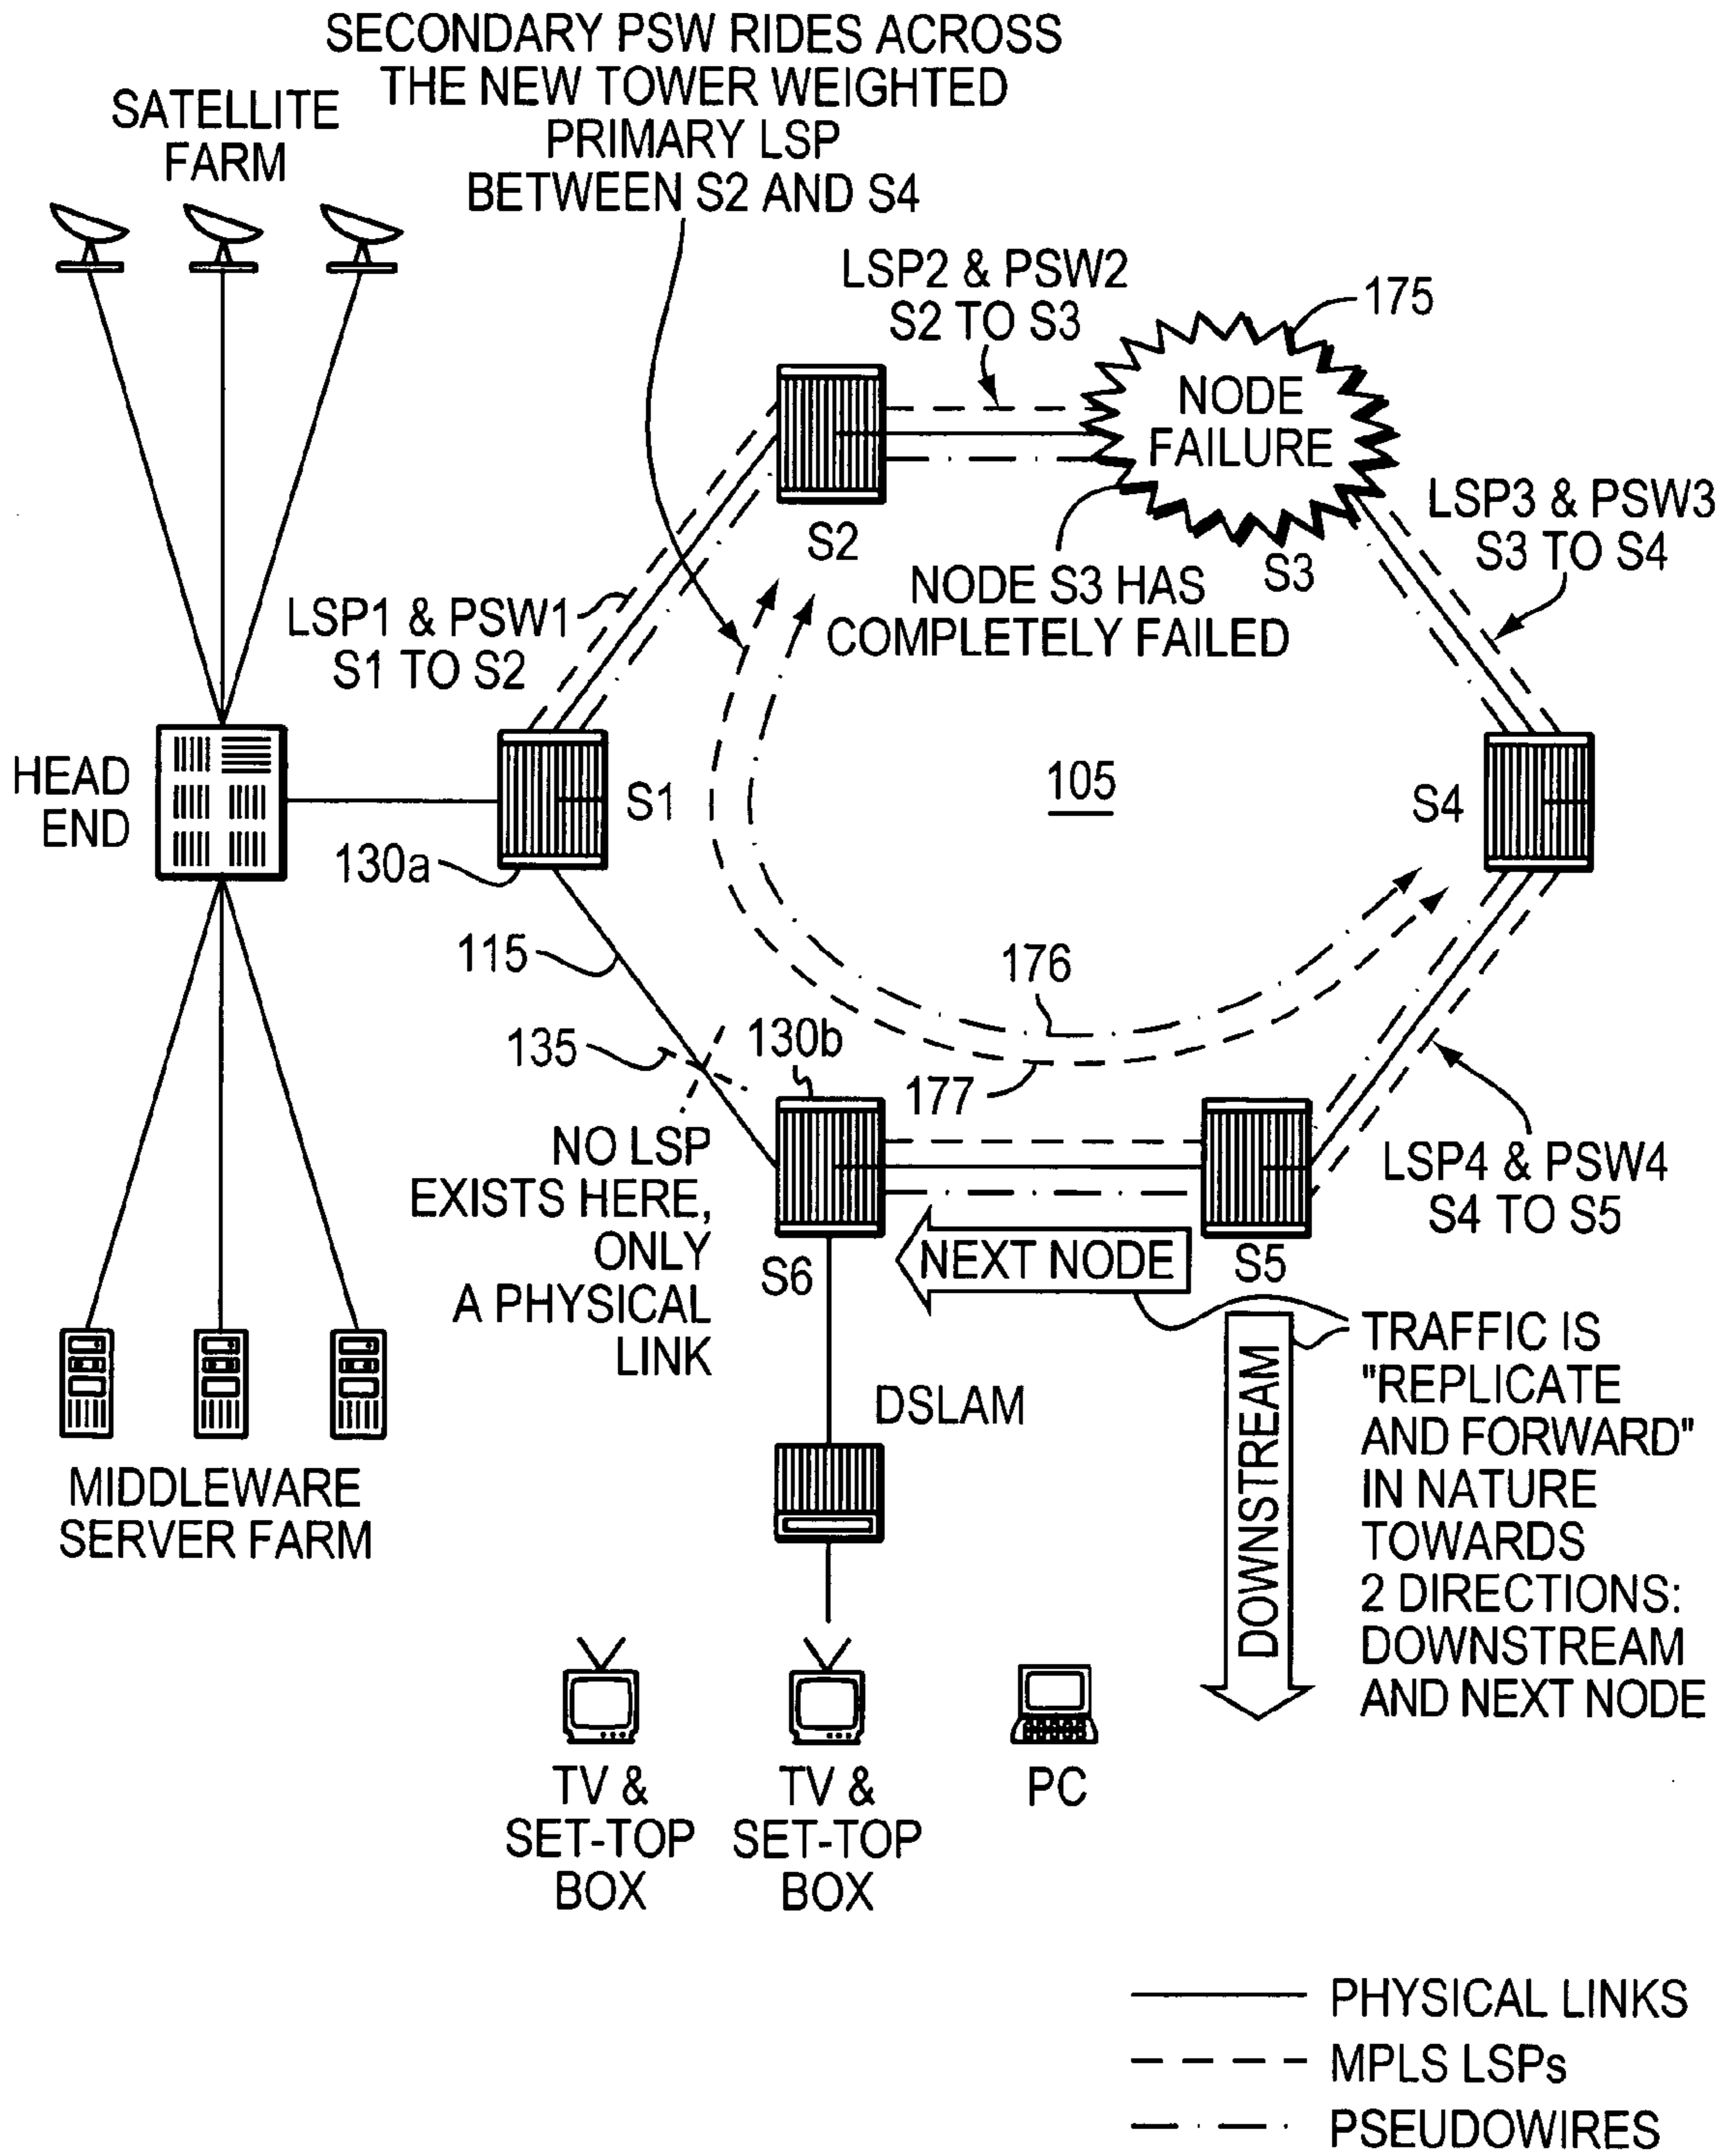 SECONDARY PSW RIDES ACROSS
THE NEW TOWER WEIGHTED
PRIMARY LSP
BETWEEN S2 AND S4
SATELLITE
FARM
LSP2 & PSW2
S2 TO S3
175
NODE
FAILURE
LSP3 & PSW3
S3 TO S4
S2
S3
NODE S3 HAS
COMPLETELY FAILED
LSP1 & PSW1
S1 TO S2
HEAD
END
S1
105
S4
130a
115
176
135
130b
177
NO LSP
EXISTS HERE,
ONLY
A PHYSICAL
LINK
LSP4 & PSW4
S4 TO S5
S6
NEXT NODE
S5
TRAFFIC IS
"REPLICATE
AND FORWARD"
IN NATURE
TOWARDS
2 DIRECTIONS:
DOWNSTREAM
AND NEXT NODE
DOWNSTREAM
DSLAM
MIDDLEWARE
SERVER FARM
TV &
SET-TOP
BOX
TV &
SET-TOP
BOX
PC
PHYSICAL LINKS
MPLS LSPs
PSEUDOWIRES